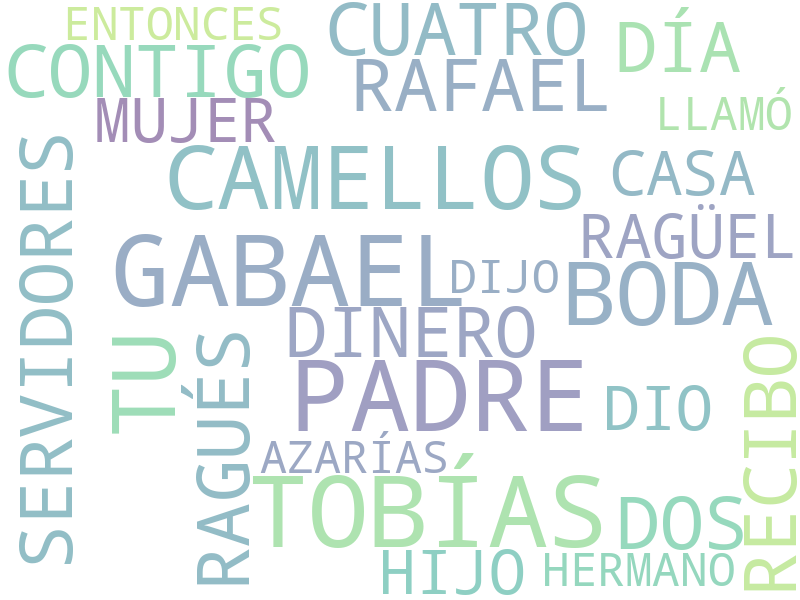 ENTONCES
CUATRO
DÍA
CONTIGO
RAFAEL
MUJER
LLAMÓ
CAMELLOS
CASA
SERVIDORES
RAGÜEL
GABAEL
DIJO
BODA
DINERO
TU
RAGUÉS
PADRE
DIO
RECIBO
AZARÍAS
TOBÍAS
DOS
HIJO
HERMANO